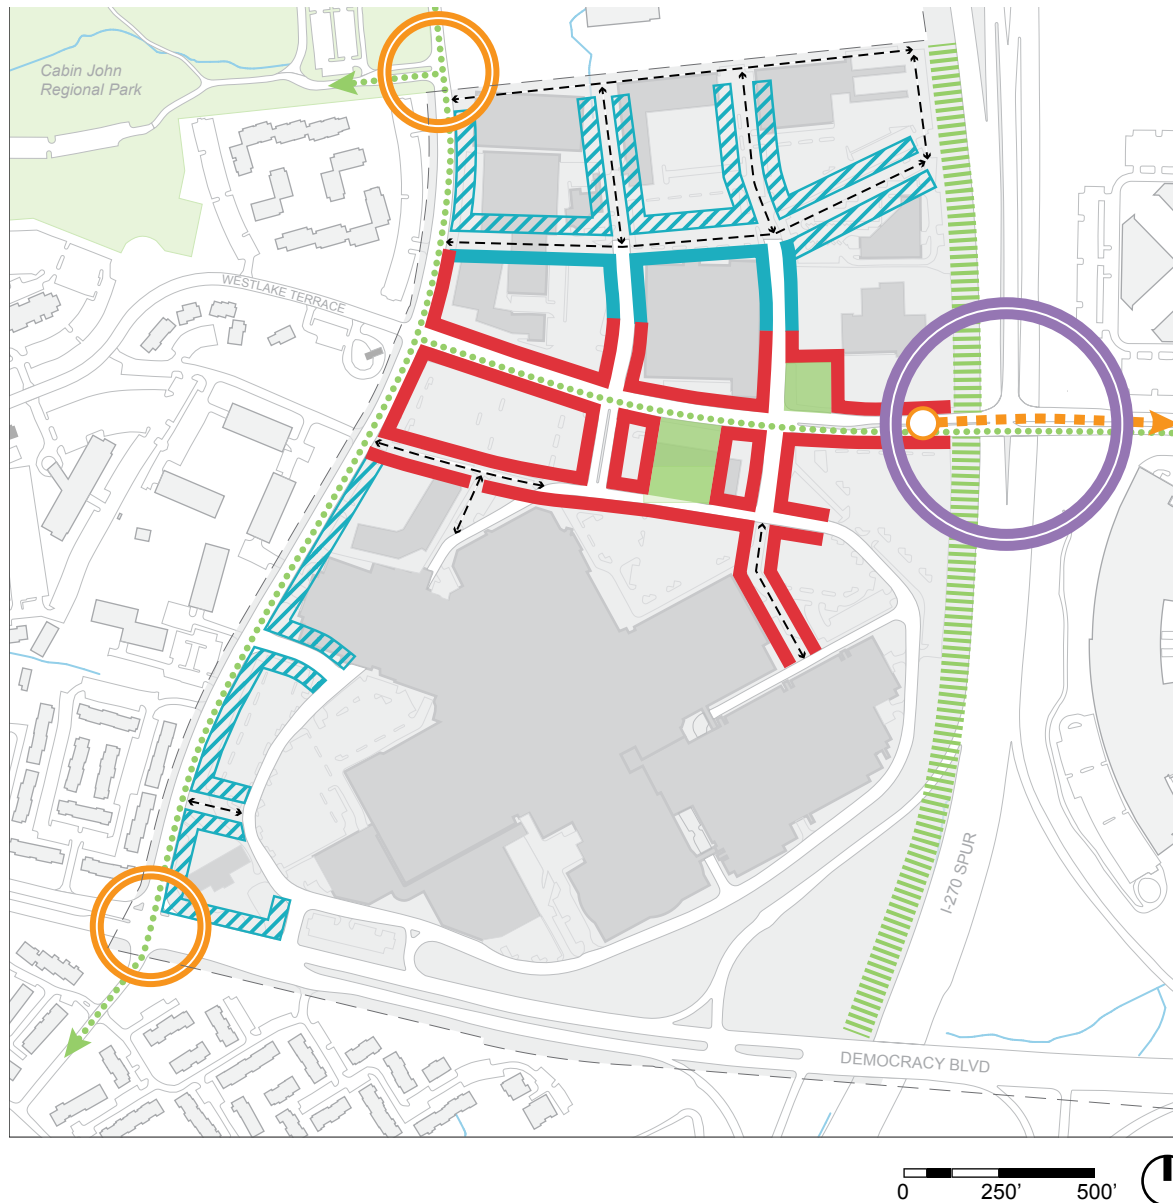 Cabin John
Regional Park
WESTLAKE TERRACE
I-270 SPUR
DEMOCRACY BLVD
0 250' 500'